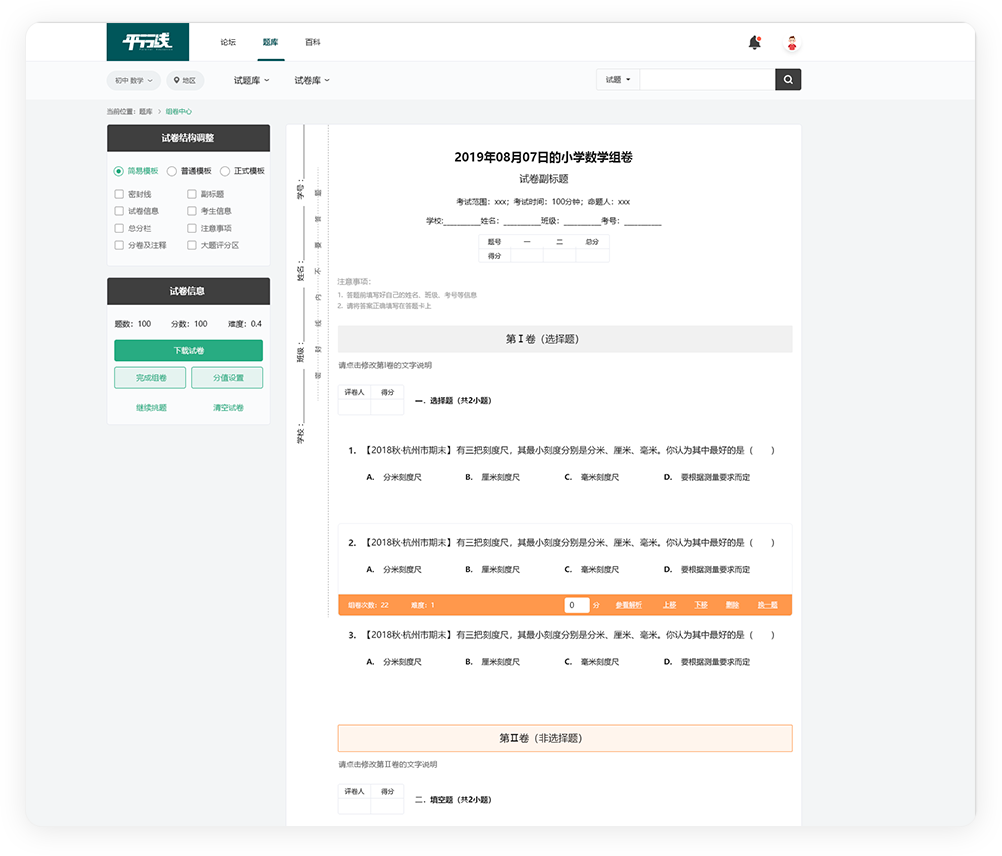 平行线
论坛 题库 百科
初中 数学 地区 试题库 试卷库 试题
当前位置：题库 > 组卷中心
试卷结构调整
简易模板 普通模板 正式模板
密封线 副标题
试卷信息 考生信息
总分栏 注意事项
分卷及注释 大题评分区
试卷信息
题数：100 分数：100 难度：0.4
下载试卷
完成组卷 分值设置
继续挑题 清空试卷
学号：
姓名：
班级：
学校：
题
答
要
不
内
线
封
密
2019年08月07日的小学数学组卷
试卷副标题
考试范围：xxx；考试时间：100分钟；命题人：xxx
学校:__________姓名：__________班级：__________考号：__________
题号 一 二 总分
得分
注意事项：
1. 答题前填写好自己的姓名、班级、考号等信息
2. 请将答案正确填写在答题卡上
第Ⅰ卷（选择题）
请点击修改第Ⅰ卷的文字说明
评卷人 得分
一．选择题（共2小题）
1. 【2018秋·杭州市期末】有三把刻度尺，其最小刻度分别是分米、厘米、毫米。你认为其中最好的是（ ）
A. 分米刻度尺 B. 厘米刻度尺 C. 毫米刻度尺 D. 要根据测量要求而定
2. 【2018秋·杭州市期末】有三把刻度尺，其最小刻度分别是分米、厘米、毫米。你认为其中最好的是（ ）
A. 分米刻度尺 B. 厘米刻度尺 C. 毫米刻度尺 D. 要根据测量要求而定
组卷次数：22 难度：1 0 分 查看解析 上移 下移 删除 换一题
3. 【2018秋·杭州市期末】有三把刻度尺，其最小刻度分别是分米、厘米、毫米。你认为其中最好的是（ ）
A. 分米刻度尺 B. 厘米刻度尺 C. 毫米刻度尺 D. 要根据测量要求而定
第Ⅱ卷（非选择题）
请点击修改第Ⅱ卷的文字说明
评卷人 得分
二．填空题（共2小题）